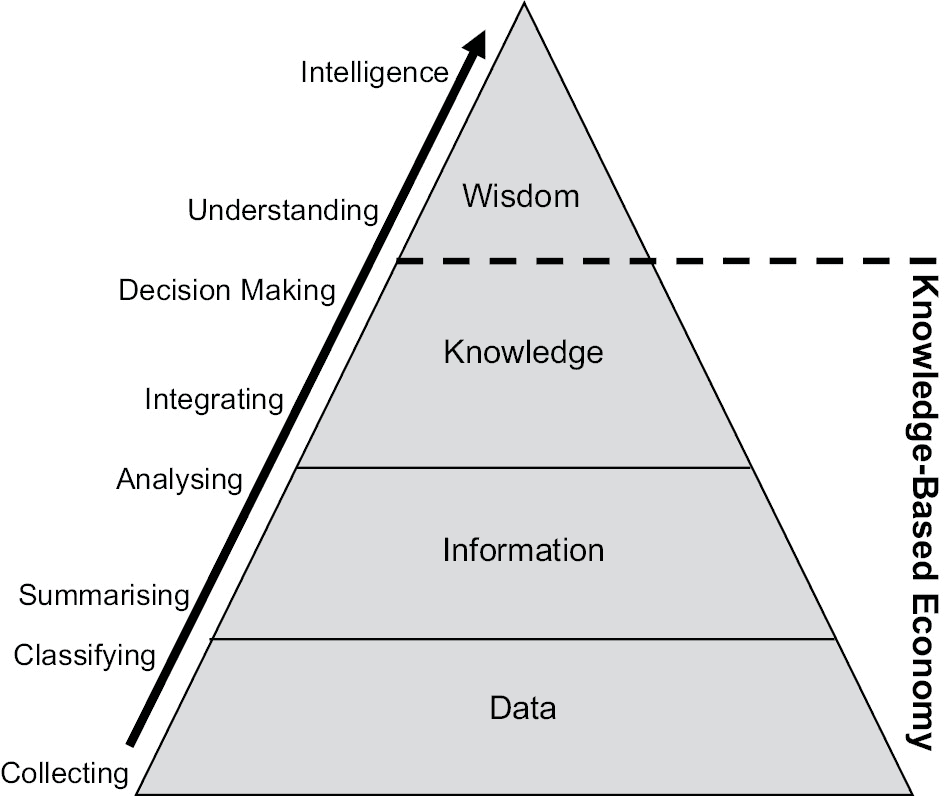 Intelligence
Wisdom
Understanding
Decision Making
Knowledge
Integrating
Analysing
Information
Summarising
Classifying
Data
Collecting
Knowledge-Based Economy